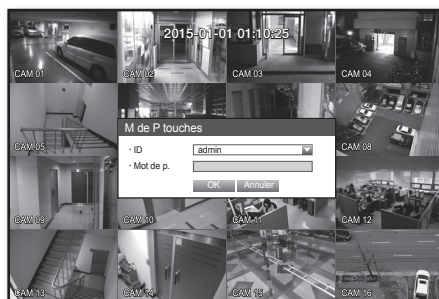 2015-01-01 01:10:25
CAM 01 CAM 02 CAM 03 CAM 04
M de P touches
CAM 05
· ID admin
CAM 08
· Mot de p.
OK Annuler
CAM 09 CAM 10 CAM 11 CAM 12
CAM 13 CAM 14 CAM 15 CAM 16